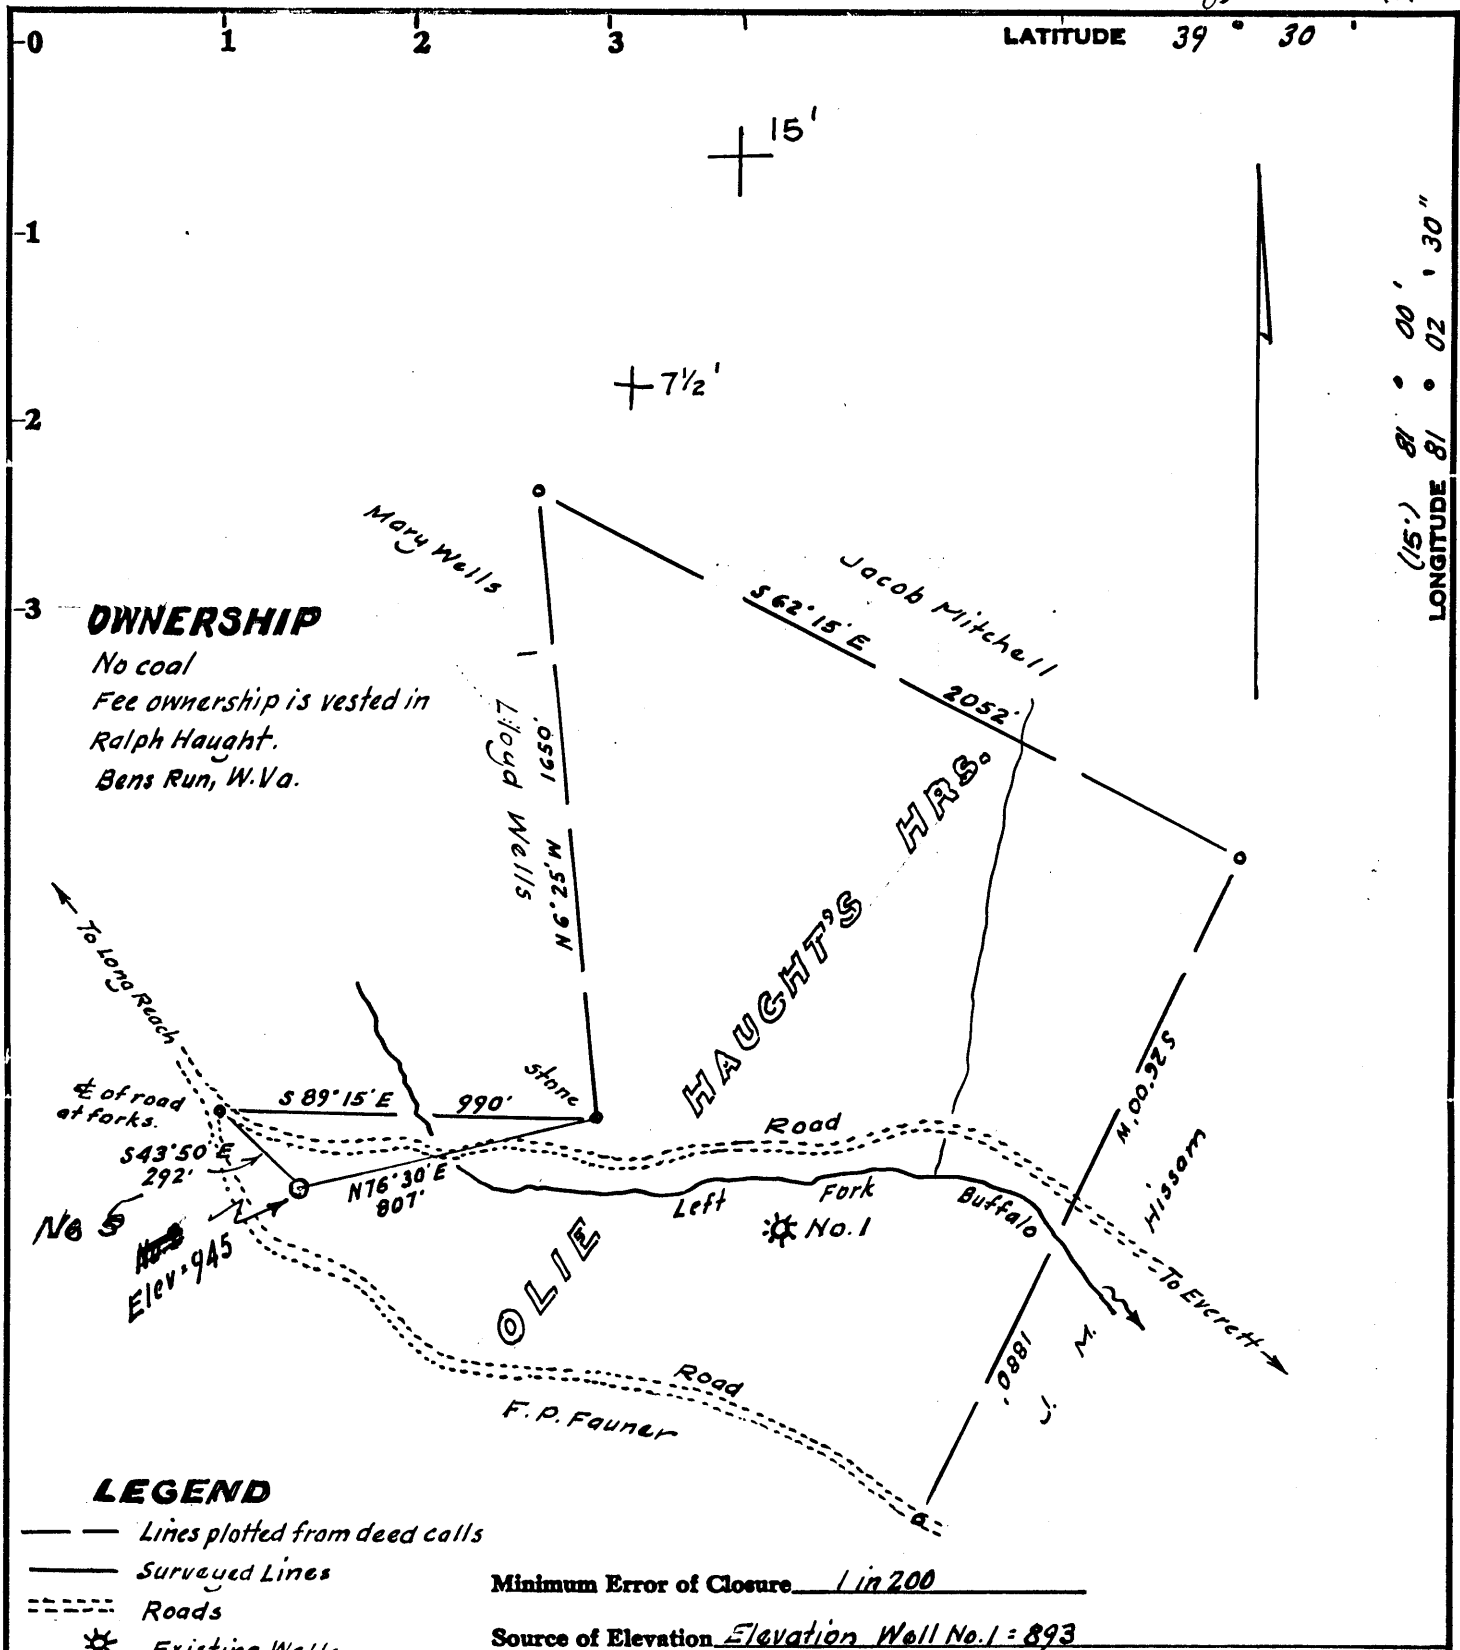 0 1 2 3 LATITUDE 39 ° 30 '
15'
1
(15') 81 ° 00'
LONGITUDE 81 ° 02 ' 30"
7½'
2
Mary Wells
Jacob Mitchell
3
OWNERSHIP
No coal
Fee ownership is vested in
Ralph Haught.
Bens Run, W.Va.
S 62° 15' E
2052'
Lloyd Wells
N 6° 25' W 1650'
OLIE HAUGHT'S HRS.
To Long Reach
℄ of road
at forks.
S 89° 15' E 990'
stone
S 43° 50' E
292'
N 76° 30' E
807'
No 5
Elev = 945
Road
Left Fork Buffalo
No. 1
S 26° 00' W
1880'
J. M. Hissam
To Everett
Road
F. P. Fauner
LEGEND
Lines plotted from deed calls
Surveyed Lines
Roads
Existing Wells
Minimum Error of Closure 1 in 200
Source of Elevation Elevation Well No. 1 = 893